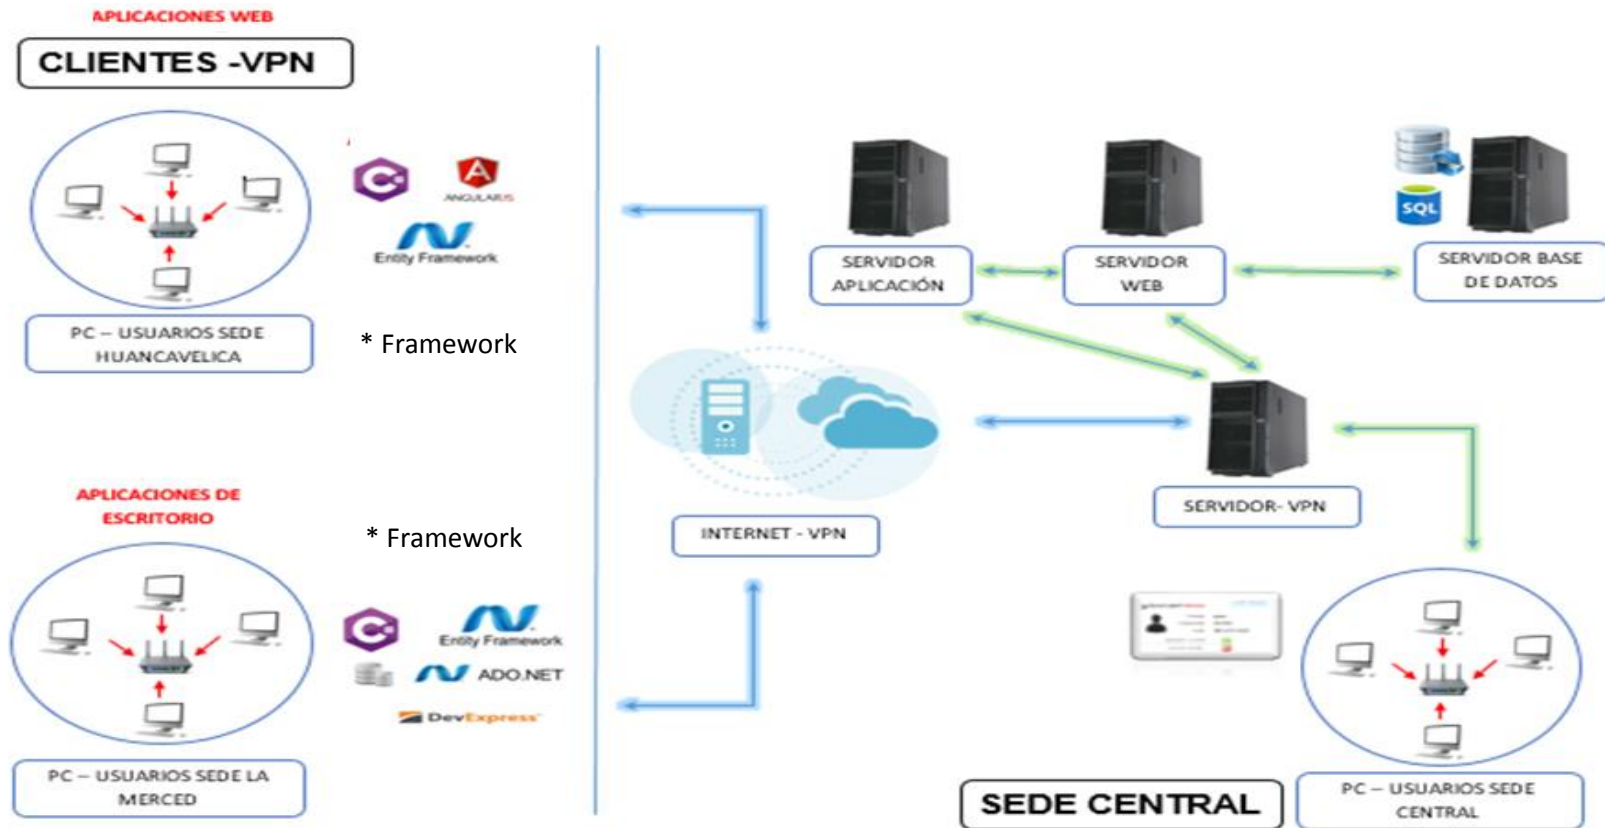 APLICACIONES WEB
CLIENTES -VPN
ANGULARJS
Entity Framework
PC – USUARIOS SEDE
HUANCAVELICA
* Framework
APLICACIONES DE
ESCRITORIO
* Framework
Entity Framework
ADO.NET
DevExpress
PC – USUARIOS SEDE LA
MERCED
SERVIDOR
APLICACIÓN
SERVIDOR
WEB
SQL
SERVIDOR BASE
DE DATOS
INTERNET - VPN
SERVIDOR- VPN
SEDE CENTRAL
PC – USUARIOS SEDE
CENTRAL